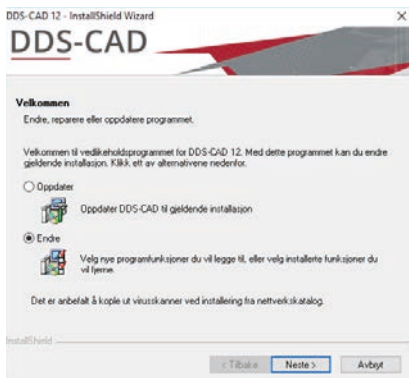 DDS-CAD 12 - InstallShield Wizard
DDS-CAD
Velkommen
Endre, reparere eller oppdatere programmet.
Velkommen til vedlikeholdsprogrammet for DDS-CAD 12. Med dette programmet kan du endre
gjeldende installasjon. Klikk ett av alternativene nedenfor.
Oppdater
Oppdater DDS-CAD til gjeldende installasjon
Endre
Velg nye programfunksjoner du vil legge til, eller velg installerte funksjoner du
vil fjerne.
Det er anbefalt å kople ut virusskanner ved installering fra nettverkskatalog.
InstallShield
< Tilbake Neste > Avbryt